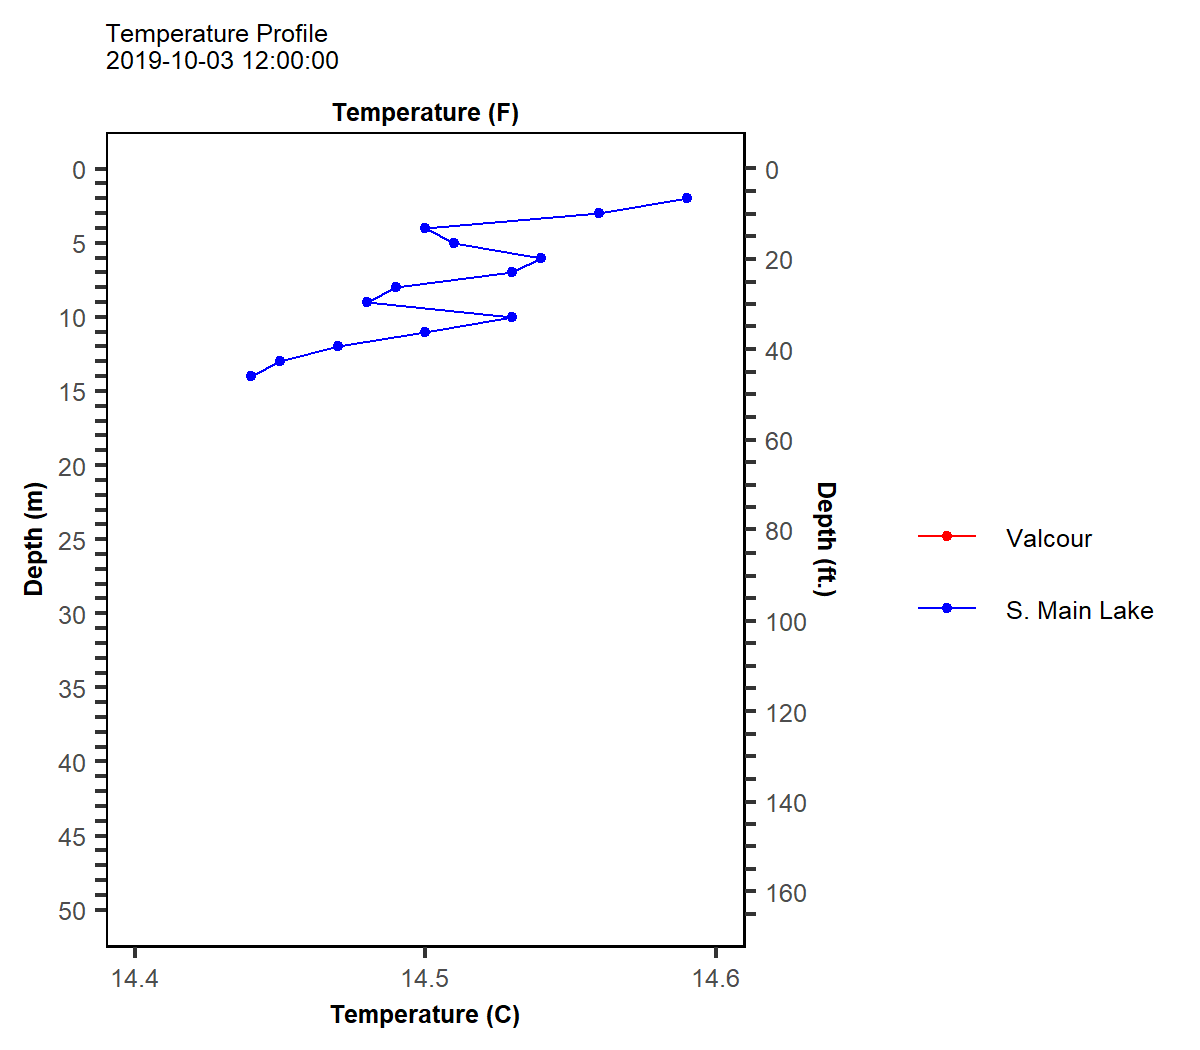 Temperature Profile
2019-10-03 12:00:00
Temperature (F)
0
5
10
15
20
25
30
35
40
45
50
Depth (m)
0
20
40
60
80
100
120
140
160
Depth (ft.)
Valcour
S. Main Lake
14.4 14.5 14.6
Temperature (C)